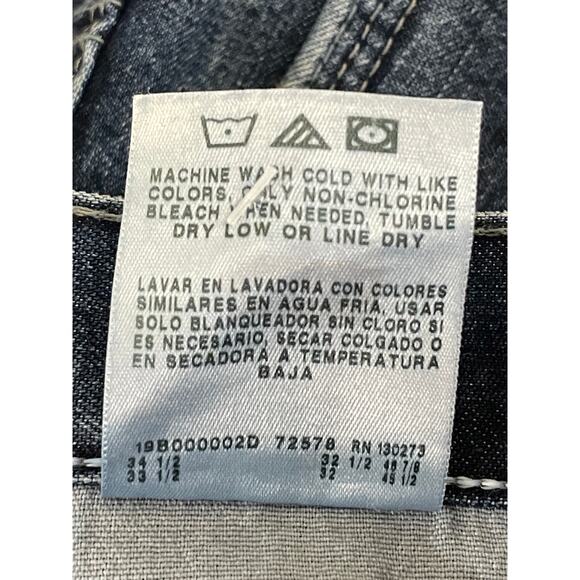 MACHINE WASH COLD WITH LIKE
COLORS, ONLY NON-CHLORINE
BLEACH WHEN NEEDED, TUMBLE
DRY LOW OR LINE DRY
LAVAR EN LAVADORA CON COLORES
SIMILARES EN AGUA FRIA, USAR
SOLO BLANQUEADOR SIN CLORO SI
ES NECESARIO, SECAR COLGADO O
EN SECADORA A TEMPERATURA
BAJA
19B000002D 72578 RN 130273
34 1/2 32 1/2 46 7/8
33 1/2 32 45 1/2